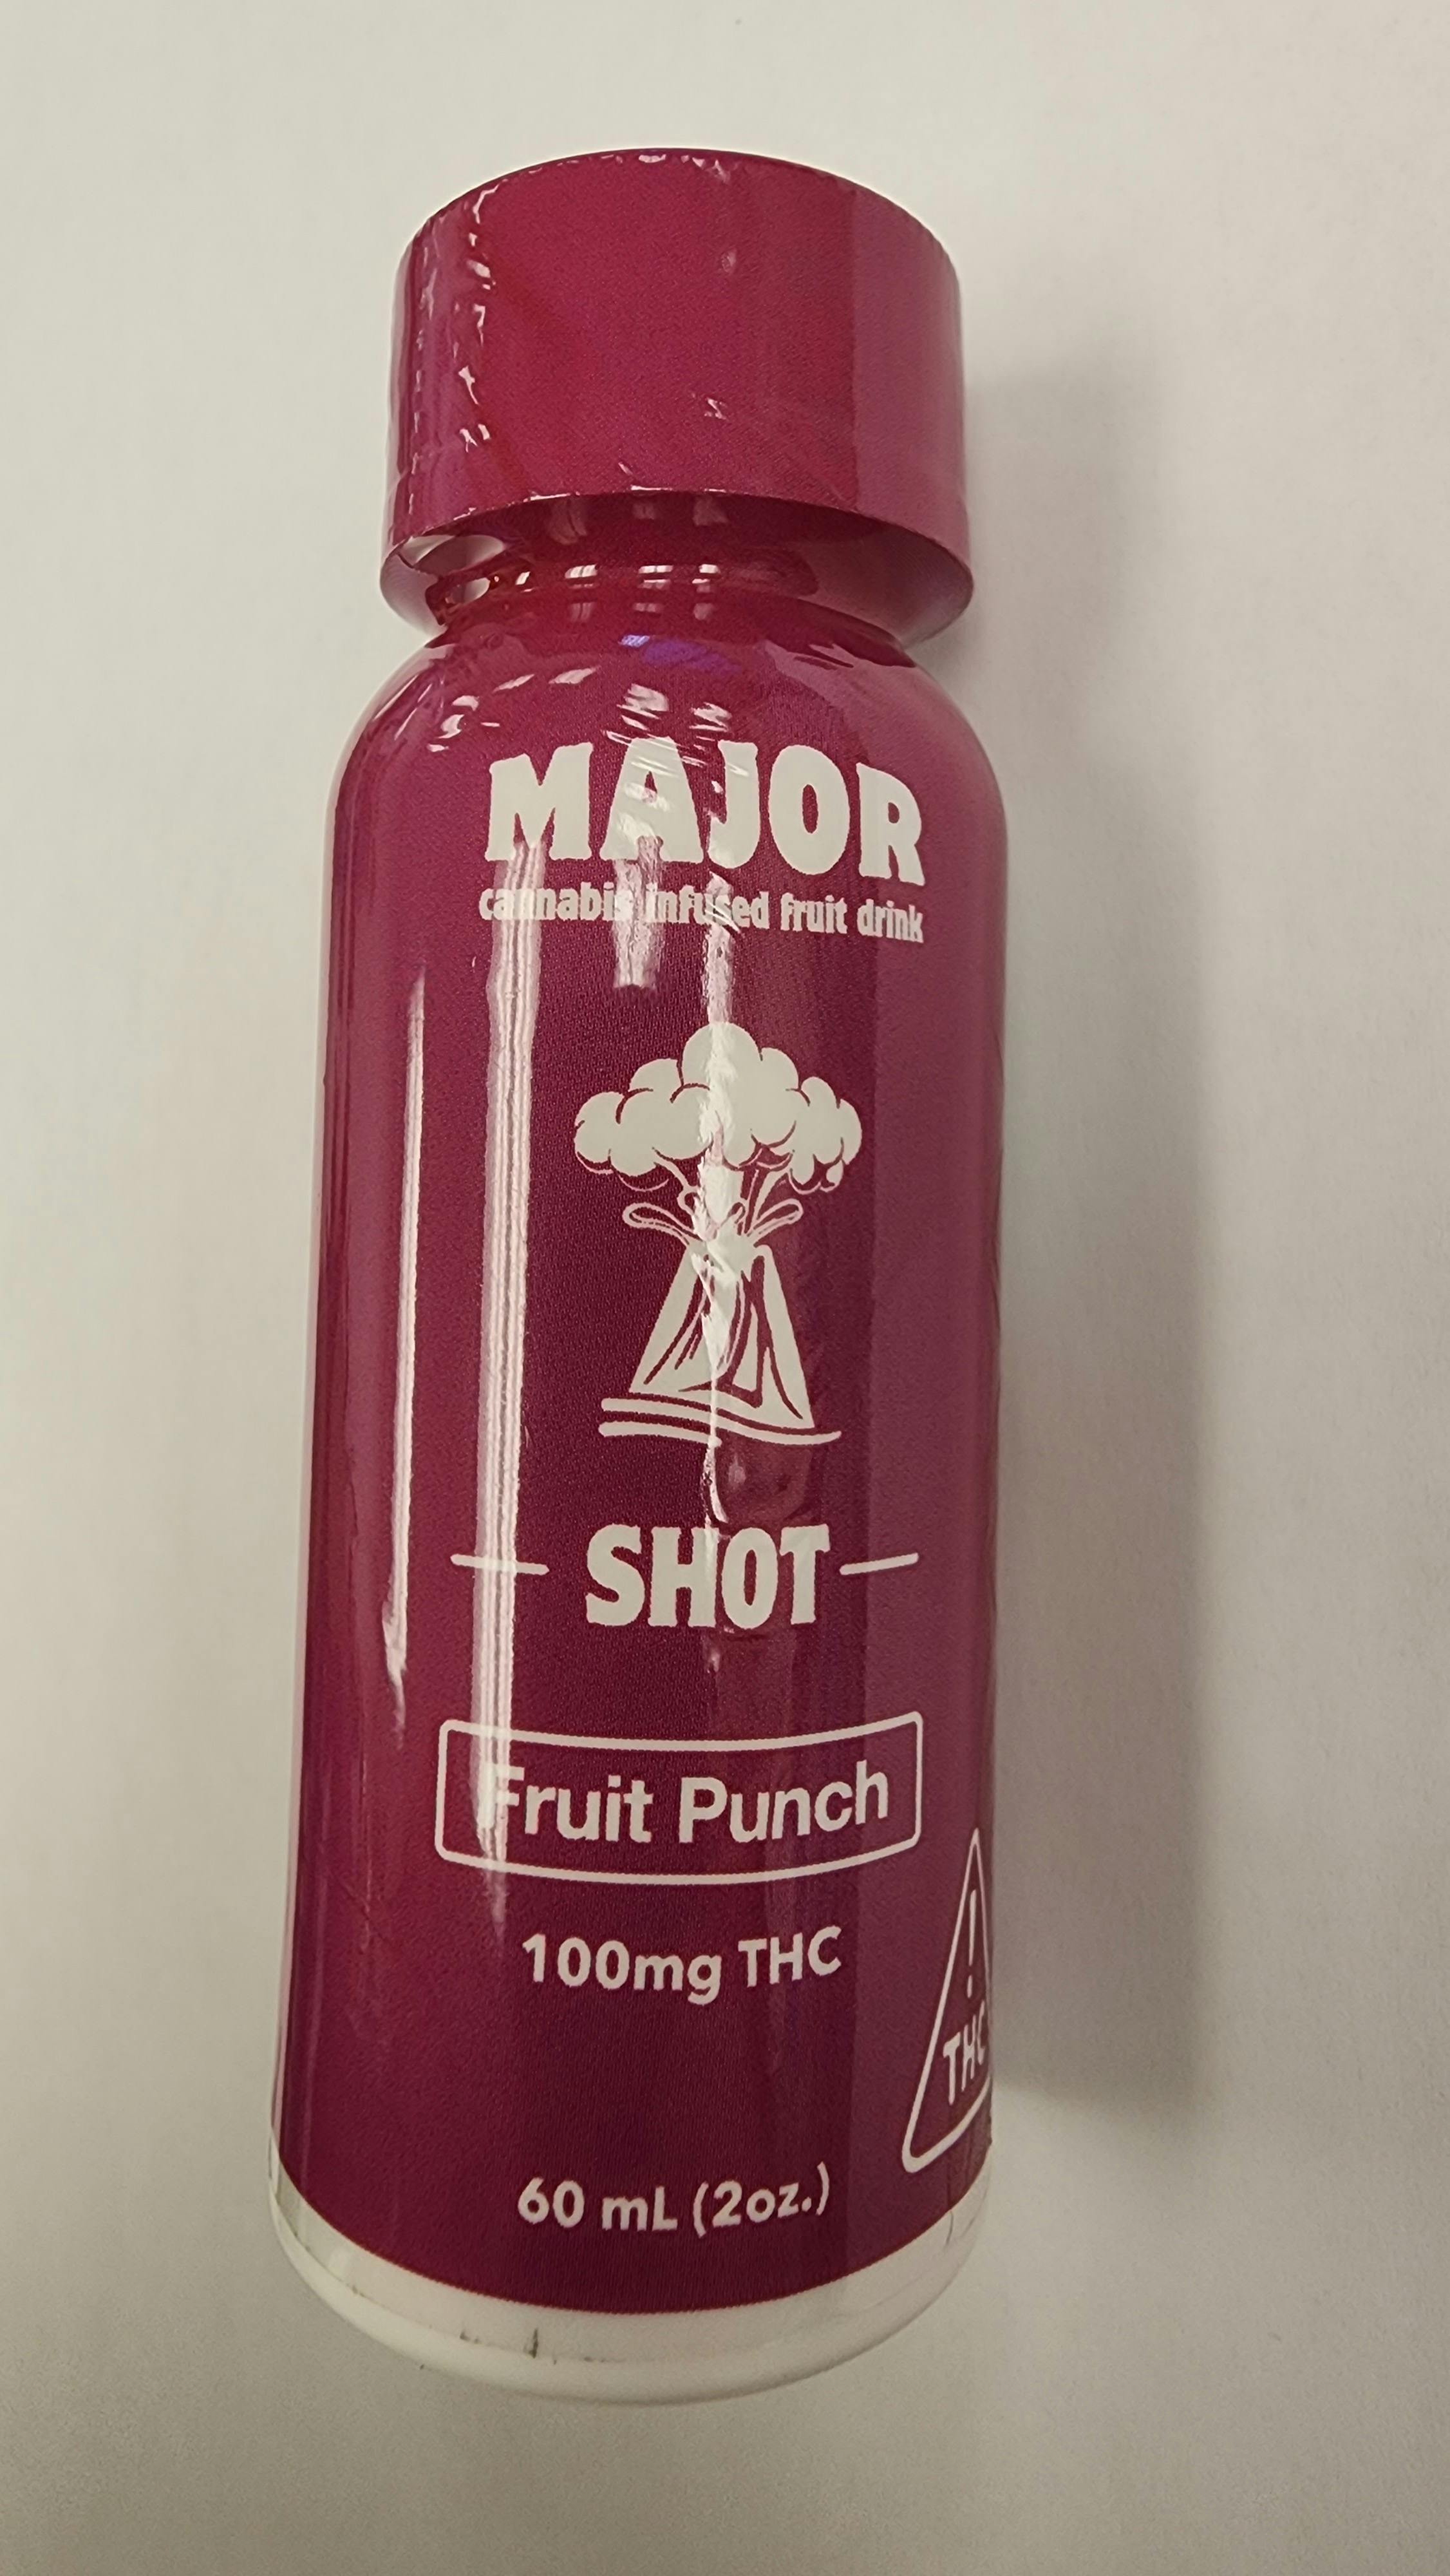 MAJOR
cannabis infused fruit drink
SHOT
Fruit Punch
100mg THC
!
THC
60 mL (2oz.)